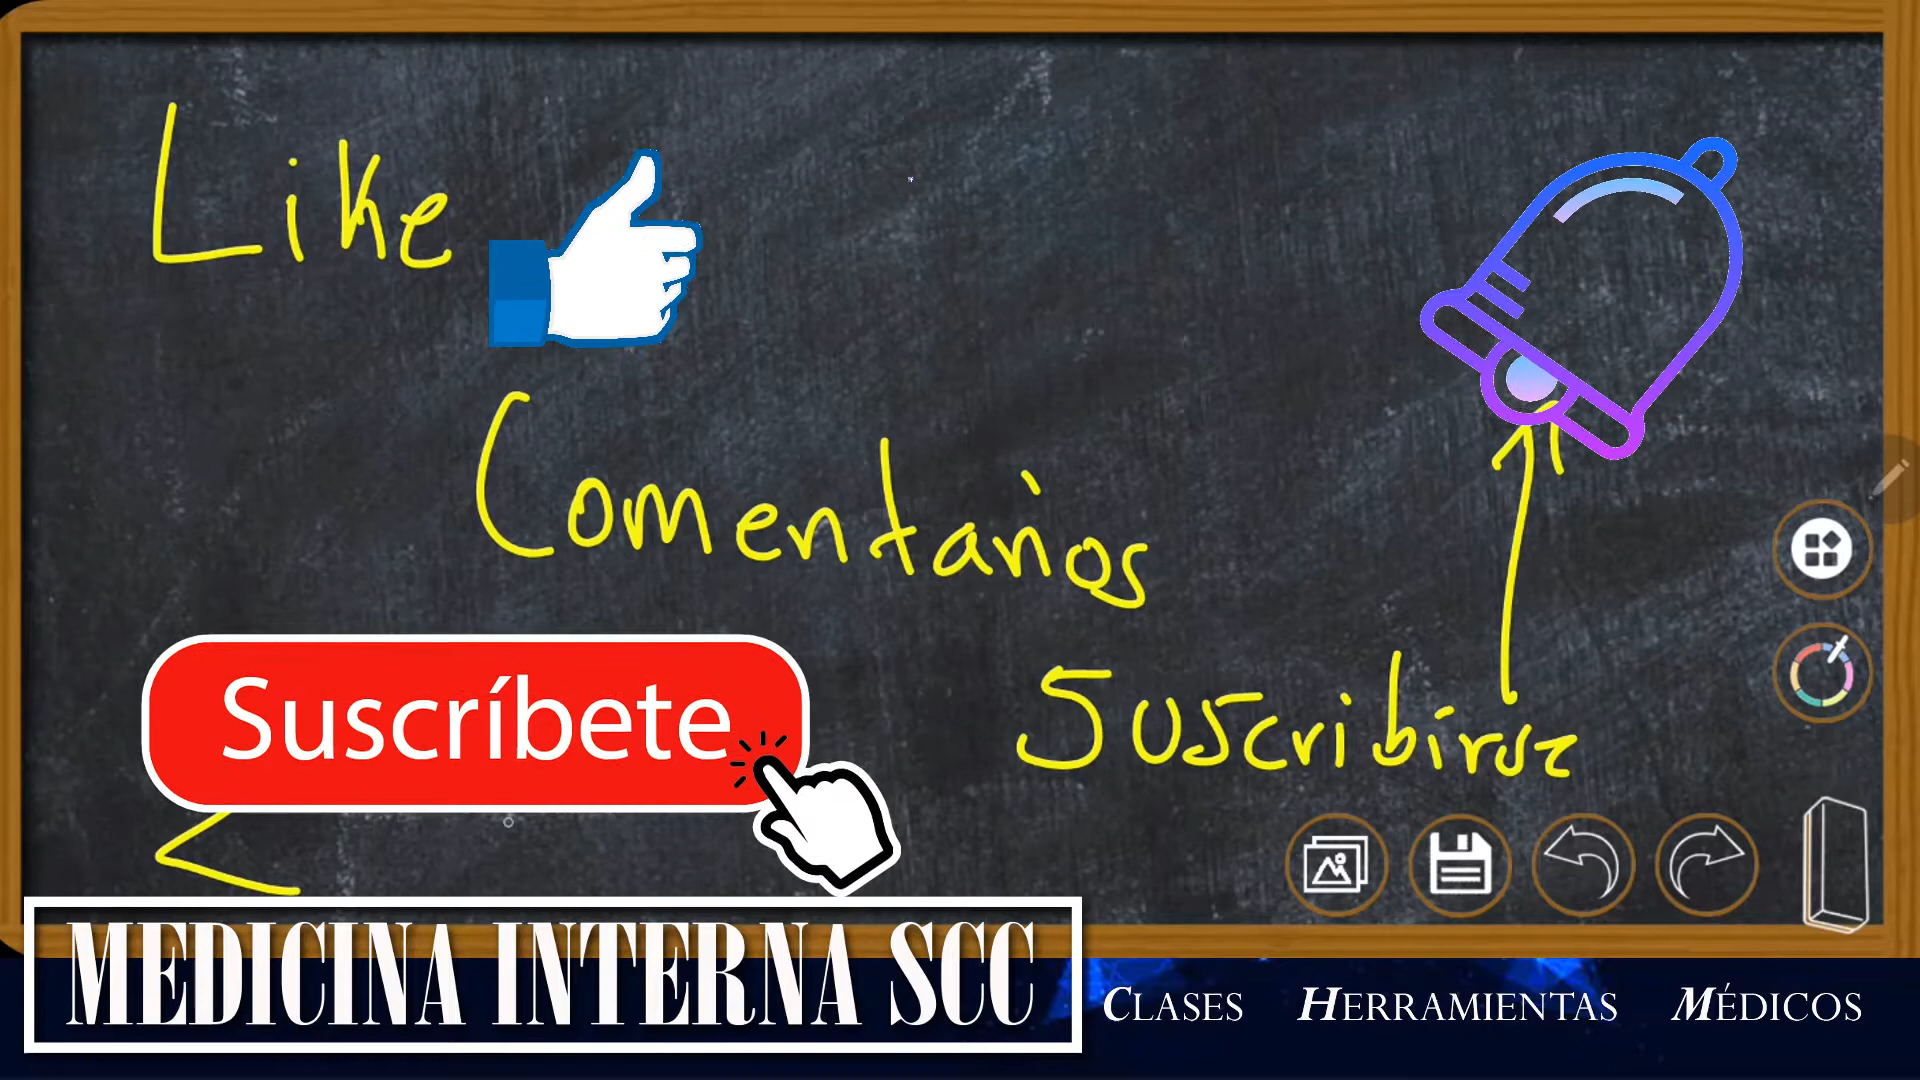 Like
Comentarios
Suscríbete
Suscribirse
MEDICINA INTERNA SCC
CLASES HERRAMIENTAS MÉDICOS